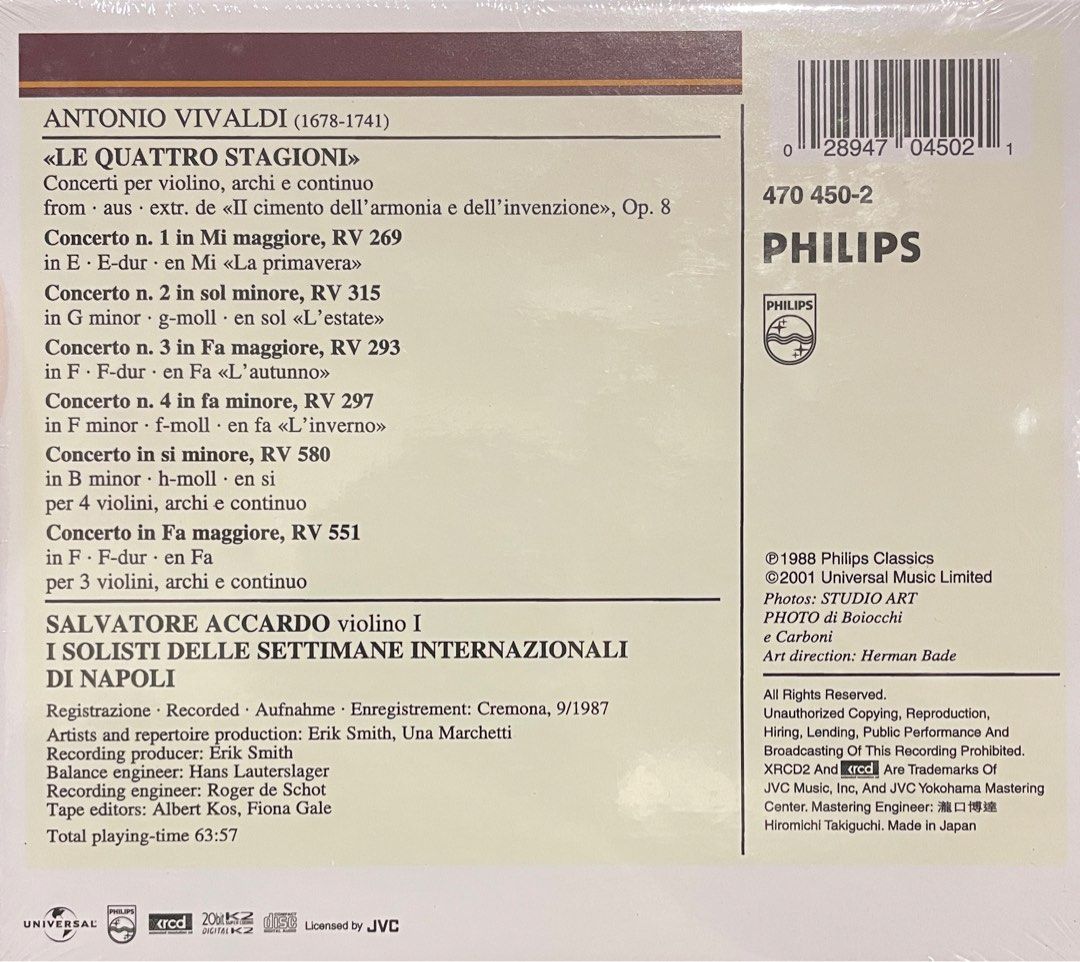 ANTONIO VIVALDI (1678-1741)
«LE QUATTRO STAGIONI»
Concerti per violino, archi e continuo
from · aus · extr. de «Il cimento dell'armonia e dell'invenzione», Op. 8
Concerto n. 1 in Mi maggiore, RV 269
in E · E-dur · en Mi «La primavera»
Concerto n. 2 in sol minore, RV 315
in G minor · g-moll · en sol «L'estate»
Concerto n. 3 in Fa maggiore, RV 293
in F · F-dur · en Fa «L'autunno»
Concerto n. 4 in fa minore, RV 297
in F minor · f-moll · en fa «L'inverno»
Concerto in si minore, RV 580
in B minor · h-moll · en si
per 4 violini, archi e continuo
Concerto in Fa maggiore, RV 551
in F · F-dur · en Fa
per 3 violini, archi e continuo
SALVATORE ACCARDO violino I
I SOLISTI DELLE SETTIMANE INTERNAZIONALI
DI NAPOLI
Registrazione · Recorded · Aufnahme · Enregistrement: Cremona, 9/1987
Artists and repertoire production: Erik Smith, Una Marchetti
Recording producer: Erik Smith
Balance engineer: Hans Lauterslager
Recording engineer: Roger de Schot
Tape editors: Albert Kos, Fiona Gale
Total playing-time 63:57
0 28947 04502 1
470 450-2
PHILIPS
PHILIPS
℗1988 Philips Classics
©2001 Universal Music Limited
Photos: STUDIO ART
PHOTO di Boiocchi
e Carboni
Art direction: Herman Bade
All Rights Reserved.
Unauthorized Copying, Reproduction,
Hiring, Lending, Public Performance And
Broadcasting Of This Recording Prohibited.
XRCD2 And xrcd Are Trademarks Of
JVC Music, Inc, And JVC Yokohama Mastering
Center. Mastering Engineer: 瀧口博達
Hiromichi Takiguchi. Made in Japan
UNIVERSAL PHILIPS xrcd 20bit K2 SUPER CODING DIGITAL K2 COMPACT disc DIGITAL AUDIO Licensed by JVC